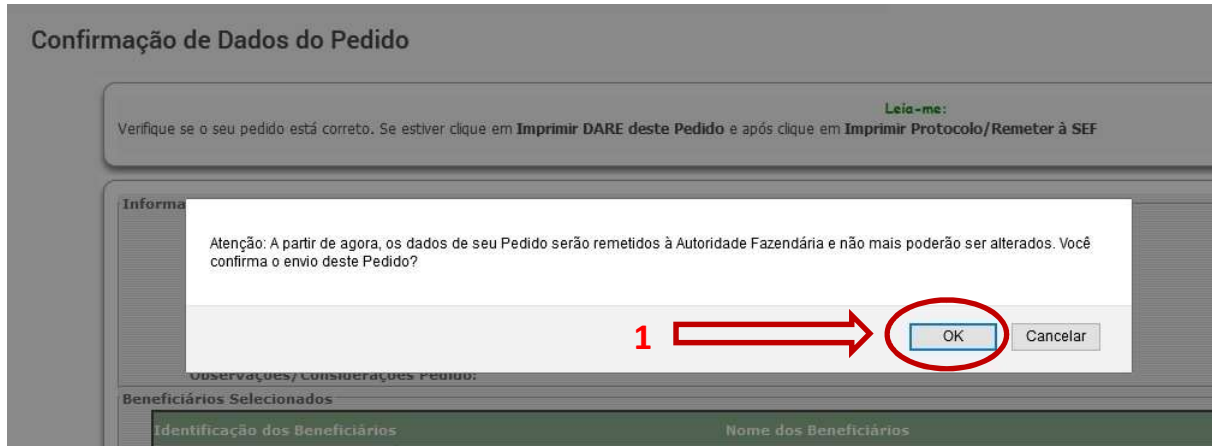 Confirmação de Dados do Pedido
Leia-me:
Verifique se o seu pedido está correto. Se estiver clique em Imprimir DARE deste Pedido e após clique em Imprimir Protocolo/Remeter à SEF
Informa
Atenção: A partir de agora, os dados de seu Pedido serão remetidos à Autoridade Fazendária e não mais poderão ser alterados. Você
confirma o envio deste Pedido?
1
OK Cancelar
Observações/Considerações Pedido:
Beneficiários Selecionados
Identificação dos Beneficiários Nome dos Beneficiários